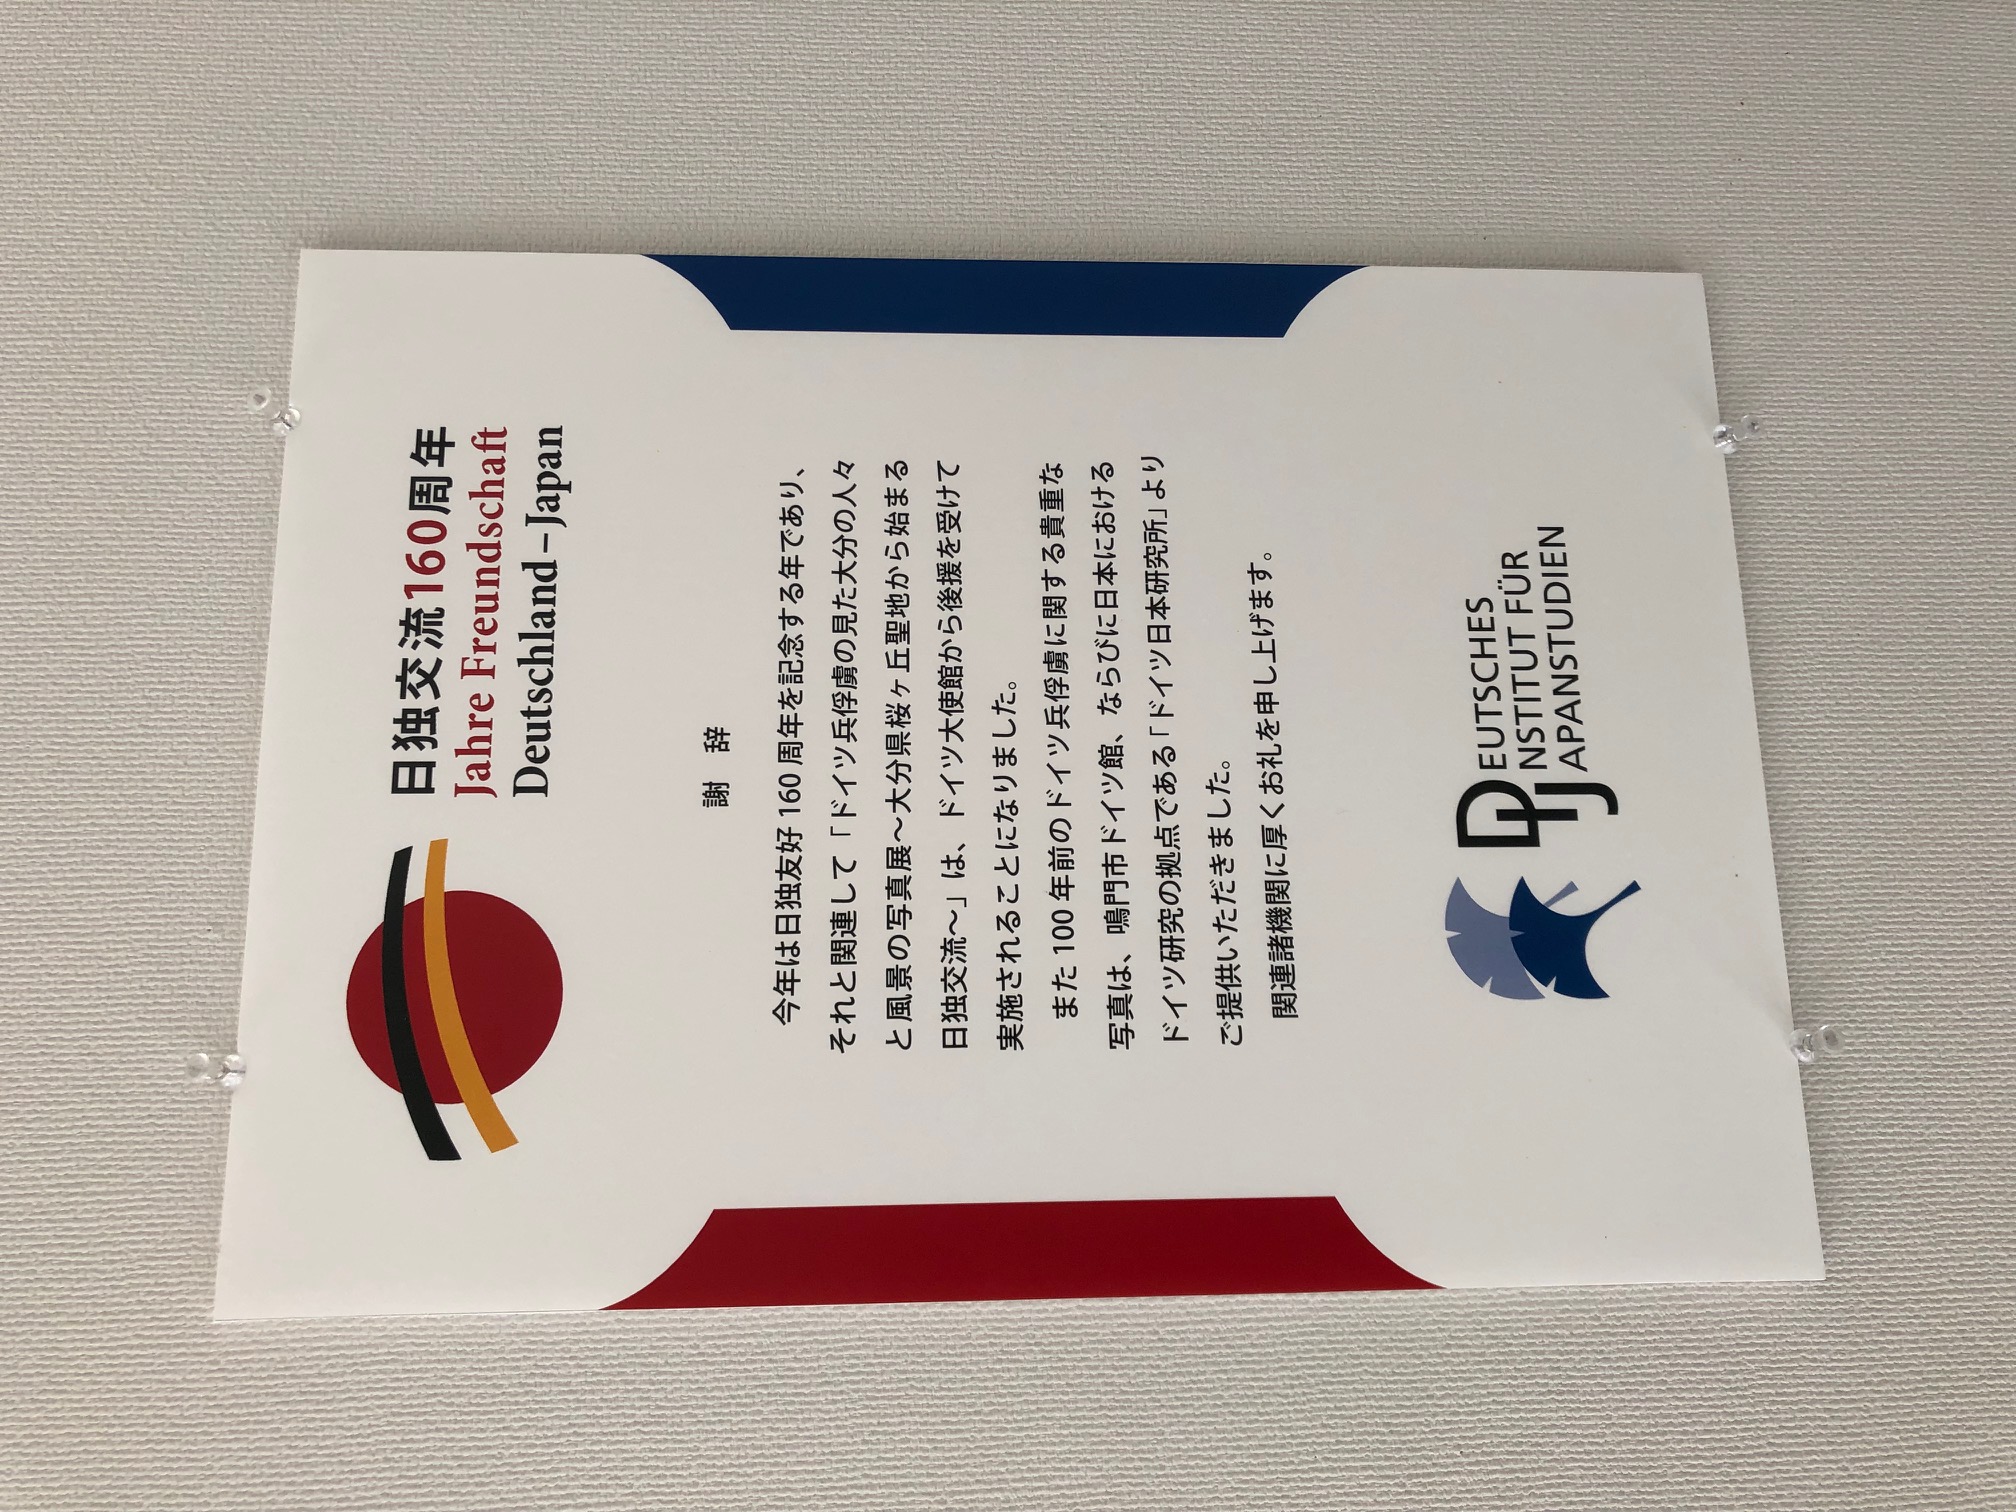 日独交流160周年
Jahre Freundschaft
Deutschland – Japan
謝 辞
今年は日独友好 160 周年を記念する年であり、
それと関連して「ドイツ兵俘虜の見た大分の人々
と風景の写真展～大分県桜ヶ丘聖地から始まる
日独交流～」は、ドイツ大使館から後援を受けて
実施されることになりました。
また 100 年前のドイツ兵俘虜に関する貴重な
写真は、鳴門市ドイツ館、ならびに日本における
ドイツ研究の拠点である「ドイツ日本研究所」より
ご提供いただきました。
関連諸機関に厚くお礼を申し上げます。
DEUTSCHES
INSTITUT FÜR
JAPANSTUDIEN